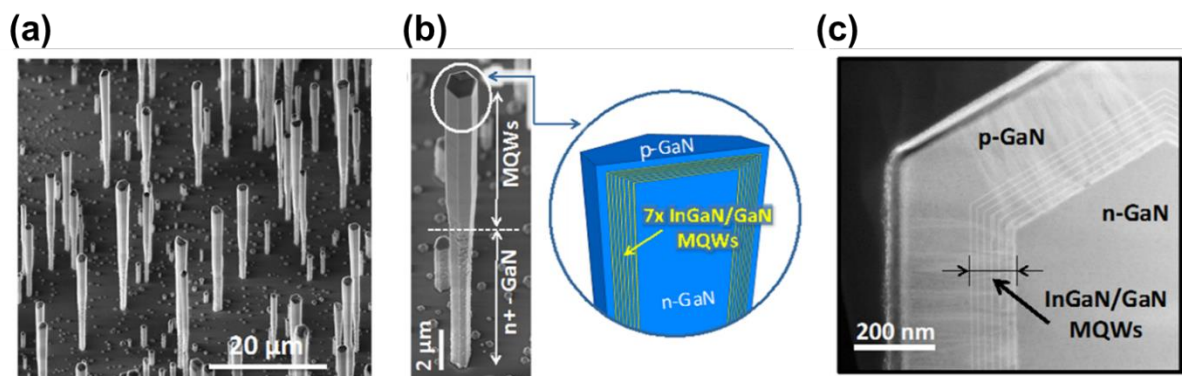 (a)
20 μm
(b)
MQWs
n+ -GaN
2 μm
p-GaN
7x InGaN/GaN
MQWs
n-GaN
(c)
p-GaN
n-GaN
InGaN/GaN
MQWs
200 nm